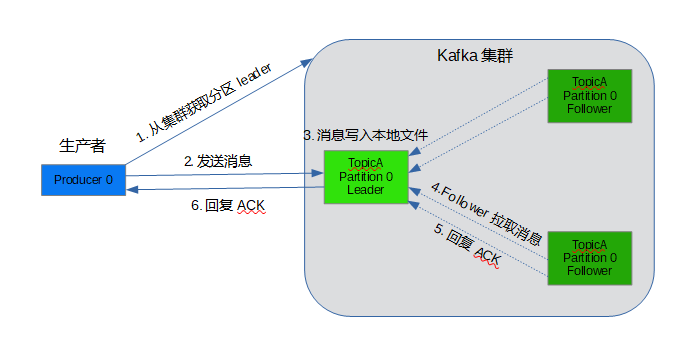 Kafka 集群
TopicA
Partition 0
Follower
1. 从集群获取分区 leader
生产者
3. 消息写入本地文件
2. 发送消息
TopicA
Partition 0
Leader
Producer 0
6. 回复 ACK
4.Follower 拉取消息
5. 回复 ACK
TopicA
Partition 0
Follower